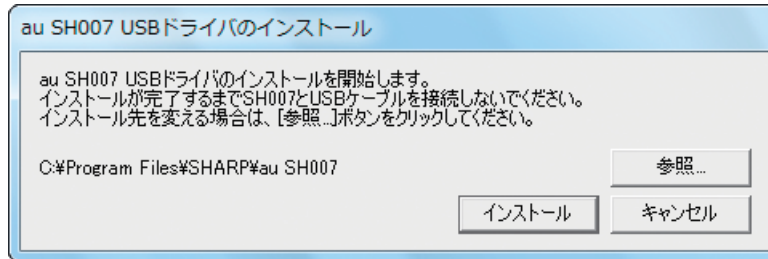 au SH007 USBドライバのインストール
au SH007 USBドライバのインストールを開始します。
インストールが完了するまでSH007とUSBケーブルを接続しないでください。
インストール先を変える場合は、[参照...]ボタンをクリックしてください。
C:¥Program Files¥SHARP¥au SH007
参照...
インストール
キャンセル